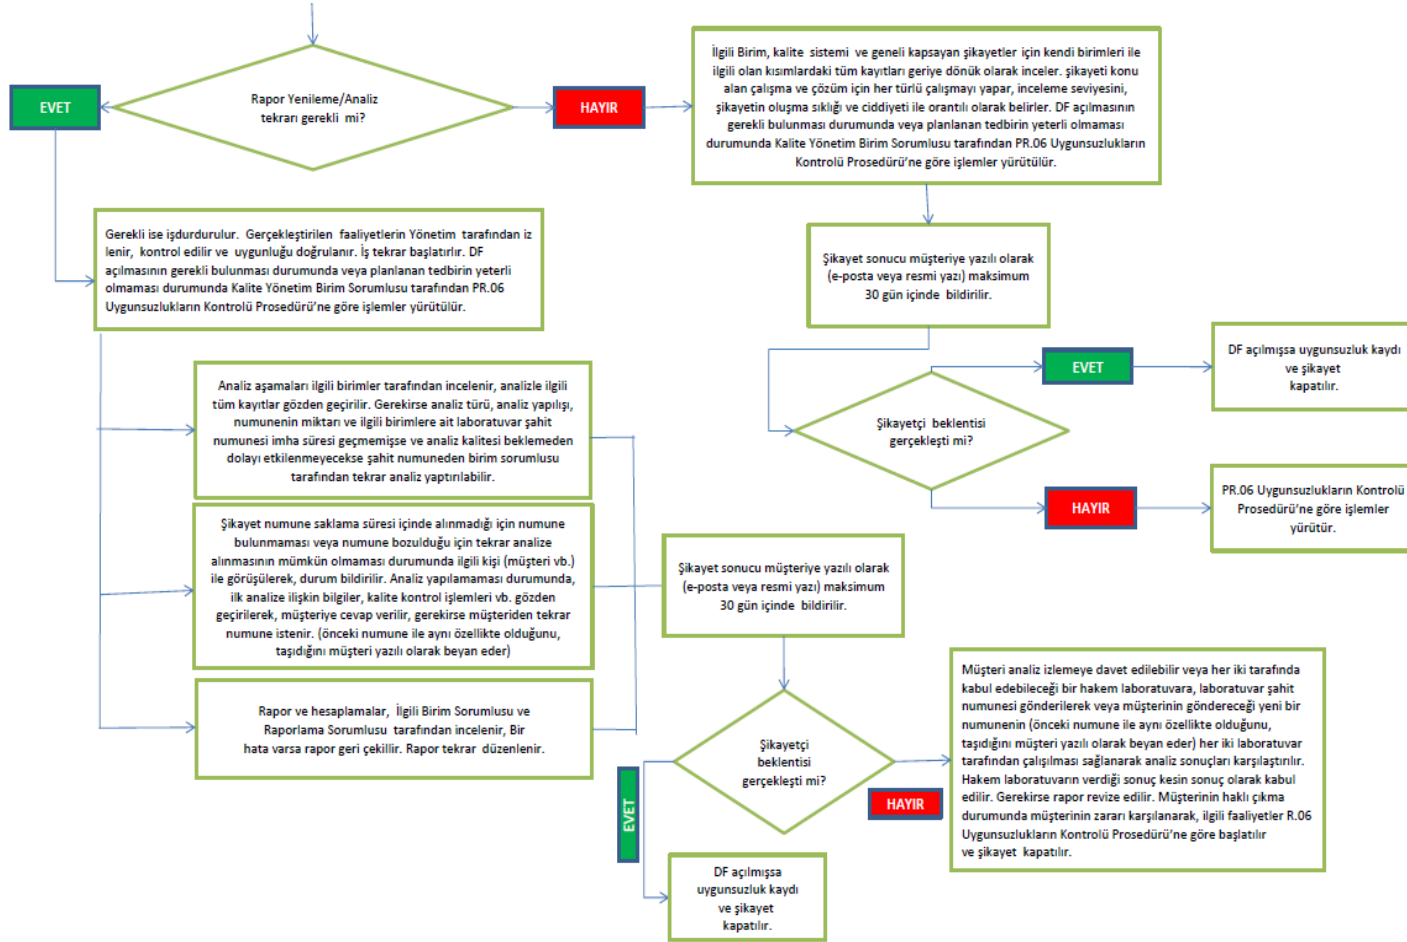 Rapor Yenileme/Analiz
tekrarı gerekli mi?
EVET
HAYIR
İlgili Birim, kalite sistemi ve geneli kapsayan şikayetler için kendi birimleri ile
ilgili olan kısımlardaki tüm kayıtları geriye dönük olarak inceler. şikayeti konu
alan çalışma ve çözüm için her türlü çalışmayı yapar, inceleme seviyesini,
şikayetin oluşma sıklığı ve ciddiyeti ile orantılı olarak belirler. DF açılmasının
gerekli bulunması durumunda veya planlanan tedbirin yeterli olmaması
durumunda Kalite Yönetim Birim Sorumlusu tarafından PR.06 Uygunsuzlukların
Kontrolü Prosedürü'ne göre işlemler yürütülür.
Gerekli ise işdurdurulur. Gerçekleştirilen faaliyetlerin Yönetim tarafından iz
lenir, kontrol edilir ve uygunluğu doğrulanır. İş tekrar başlatırlır. DF
açılmasının gerekli bulunması durumunda veya planlanan tedbirin yeterli
olmaması durumunda Kalite Yönetim Birim Sorumlusu tarafından PR.06
Uygunsuzlukların Kontrolü Prosedürü'ne göre işlemler yürütülür.
Şikayet sonucu müşteriye yazılı olarak
(e-posta veya resmi yazı) maksimum
30 gün içinde bildirilir.
EVET
DF açılmışsa uygunsuzluk kaydı
ve şikayet
kapatılır.
Şikayetçi beklentisi
gerçekleşti mi?
HAYIR
PR.06 Uygunsuzlukların Kontrolü
Prosedürü'ne göre işlemler
yürütür.
Analiz aşamaları ilgili birimler tarafından incelenir, analizle ilgili
tüm kayıtlar gözden geçirilir. Gerekirse analiz türü, analiz yapılışı,
numunenin miktarı ve ilgili birimlere ait laboratuvar şahit
numunesi imha süresi geçmemişse ve analiz kalitesi beklemeden
dolayı etkilenmeyecekse şahit numuneden birim sorumlusu
tarafından tekrar analiz yaptırılabilir.
Şikayet numune saklama süresi içinde alınmadığı için numune
bulunmaması veya numune bozulduğu için tekrar analize
alınmasının mümkün olmaması durumunda ilgili kişi (müşteri vb.)
ile görüşülerek, durum bildirilir. Analiz yapılamaması durumunda,
ilk analize ilişkin bilgiler, kalite kontrol işlemleri vb. gözden
geçirilerek, müşteriye cevap verilir, gerekirse müşteriden tekrar
numune istenir. (önceki numune ile aynı özellikte olduğunu,
taşıdığını müşteri yazılı olarak beyan eder)
Rapor ve hesaplamalar, İlgili Birim Sorumlusu ve
Raporlama Sorumlusu tarafından incelenir, Bir
hata varsa rapor geri çekillir. Rapor tekrar düzenlenir.
Şikayet sonucu müşteriye yazılı olarak
(e-posta veya resmi yazı) maksimum
30 gün içinde bildirilir.
Şikayetçi
beklentisi
gerçekleşti mi?
EVET
HAYIR
Müşteri analiz izlemeye davet edilebilir veya her iki tarafında
kabul edebileceği bir hakem laboratuvara, laboratuvar şahit
numunesi gönderilerek veya müşterinin göndereceği yeni bir
numunenin (önceki numune ile aynı özellikte olduğunu,
taşıdığını müşteri yazılı olarak beyan eder) her iki laboratuvar
tarafından çalışılması sağlanarak analiz sonuçları karşılaştırılır.
Hakem laboratuvarın verdiği sonuç kesin sonuç olarak kabul
edilir. Gerekirse rapor revize edilir. Müşterinin haklı çıkma
durumunda müşterinin zararı karşılanarak, ilgili faaliyetler R.06
Uygunsuzlukların Kontrolü Prosedürü'ne göre başlatılır
ve şikayet kapatılır.
DF açılmışsa
uygunsuzluk kaydı
ve şikayet
kapatılır.